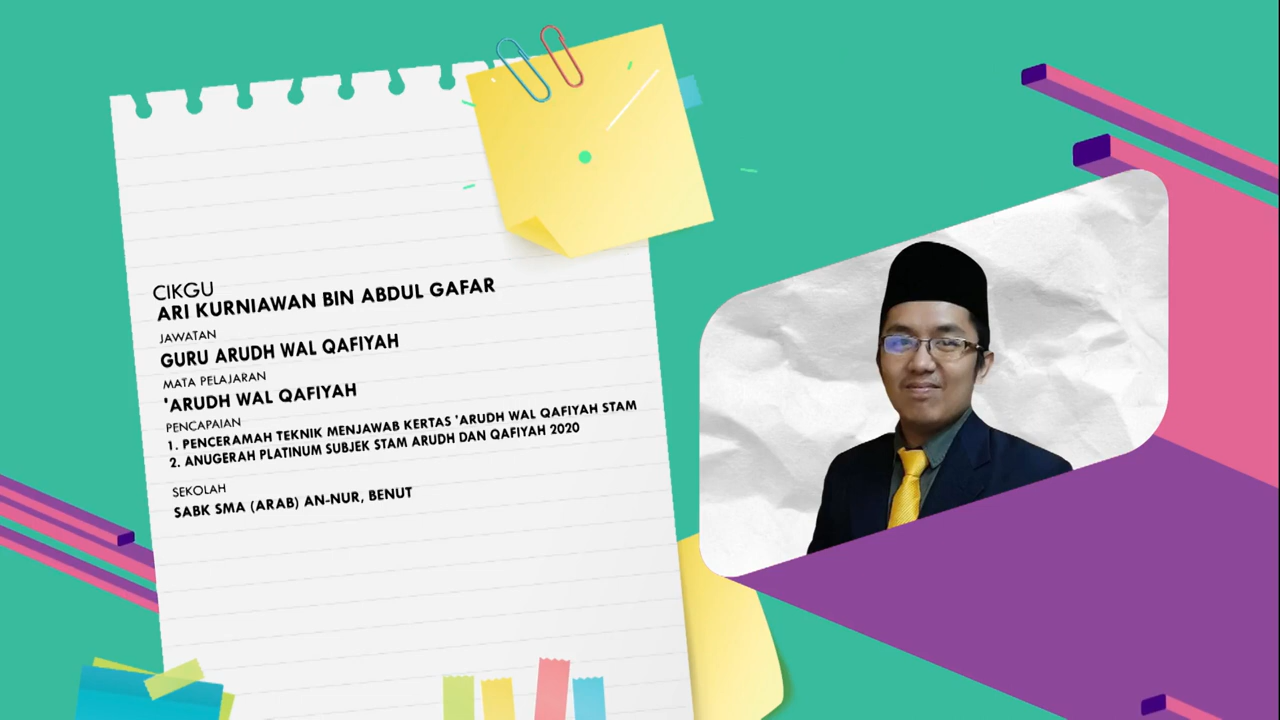 CIKGU
ARI KURNIAWAN BIN ABDUL GAFAR
JAWATAN
GURU ARUDH WAL QAFIYAH
MATA PELAJARAN
'ARUDH WAL QAFIYAH
PENCAPAIAN
1. PENCERAMAH TEKNIK MENJAWAB KERTAS 'ARUDH WAL QAFIYAH STAM
2. ANUGERAH PLATINUM SUBJEK STAM ARUDH DAN QAFIYAH 2020
SEKOLAH
SABK SMA (ARAB) AN-NUR, BENUT